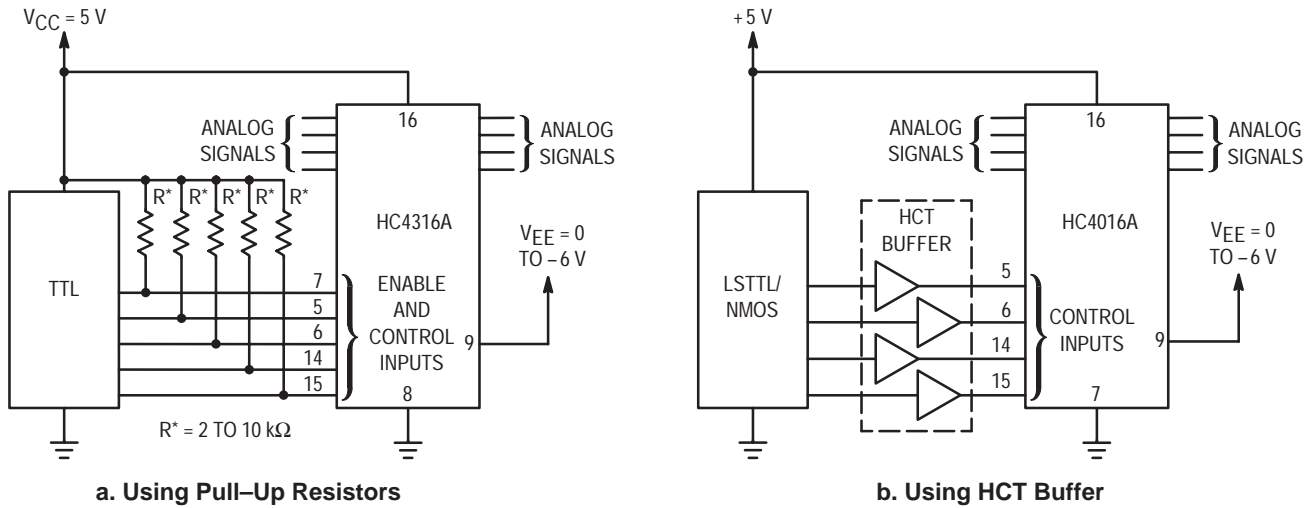 VCC = 5 V
16
ANALOG
SIGNALS
ANALOG
SIGNALS
R* R* R* R* R*
HC4316A
VEE = 0
TO –6 V
TTL
7
5
6
14
15
ENABLE
AND
CONTROL
INPUTS
9
8
R* = 2 TO 10 kΩ
a. Using Pull–Up Resistors
+5 V
16
ANALOG
SIGNALS
ANALOG
SIGNALS
HCT
BUFFER
HC4016A
VEE = 0
TO –6 V
LSTTL/
NMOS
5
6
14
15
CONTROL
INPUTS
9
7
b. Using HCT Buffer